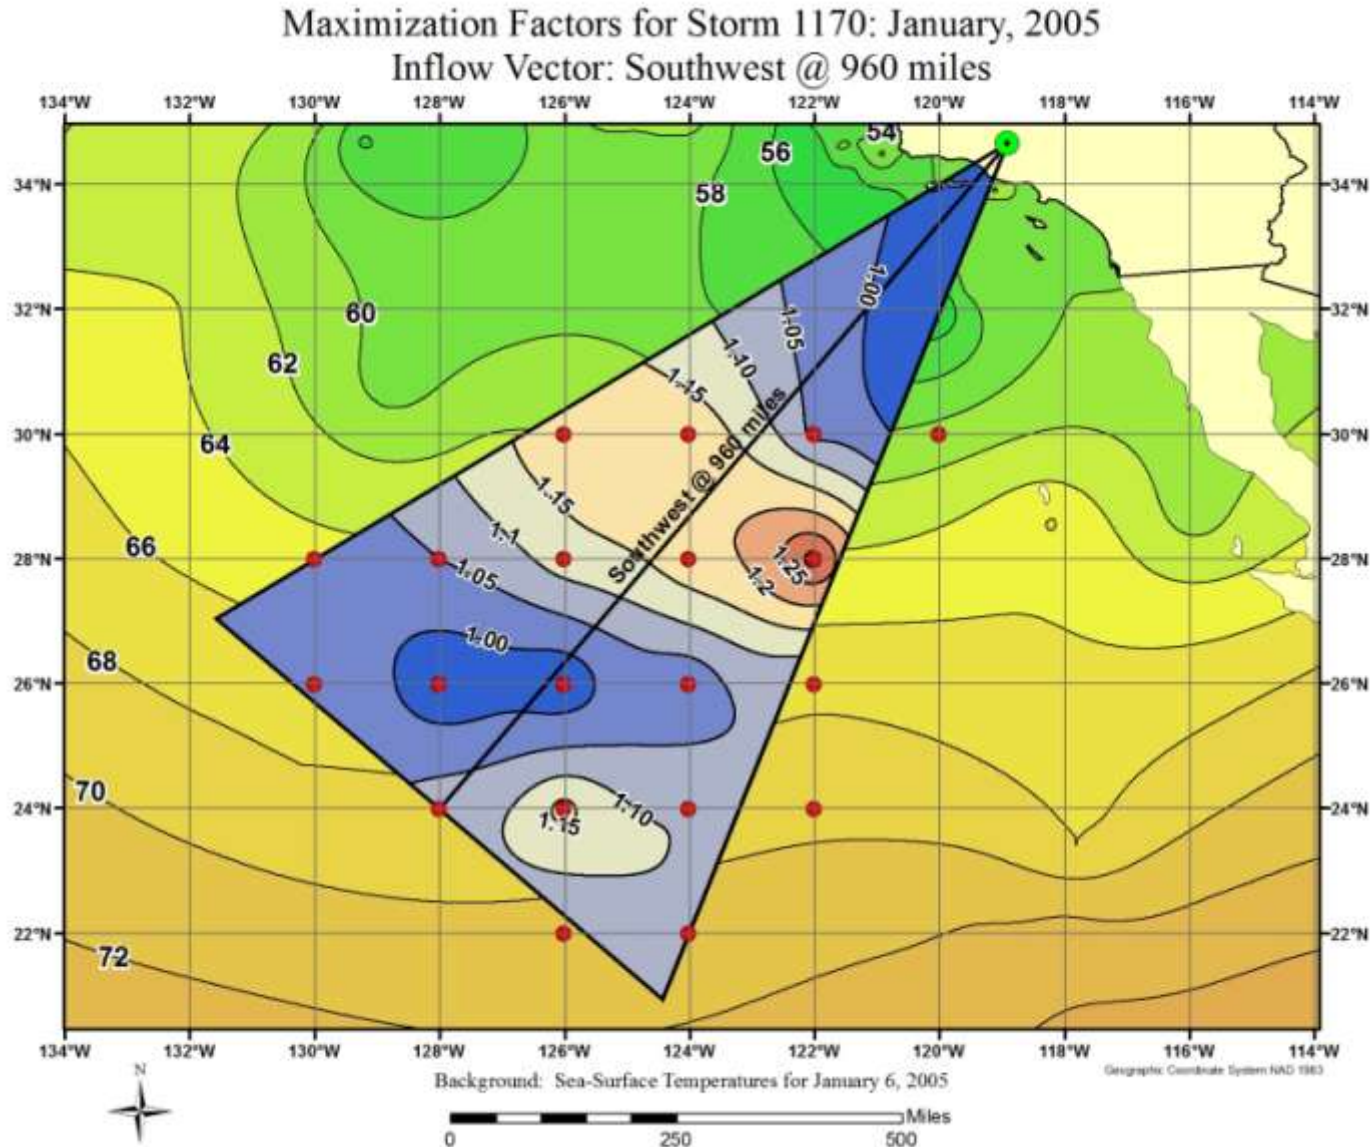 Maximization Factors for Storm 1170: January, 2005
Inflow Vector: Southwest @ 960 miles
134°W 132°W 130°W 128°W 126°W 124°W 122°W 120°W 118°W 116°W 114°W
54
56
34°N 58 34°N
1.00
32°N 60 1.05 32°N
62 1.10
1.15
30°N 64 30°N
Southwest @ 960 miles
1.15
66 1.1
28°N 1.05 1.25 28°N
1.2
1.00
68
26°N 26°N
70
24°N 1.10 24°N
1.15
22°N 72 22°N
134°W 132°W 130°W 128°W 126°W 124°W 122°W 120°W 118°W 116°W 114°W
Geographic Coordinate System NAD 1983
N
Background: Sea-Surface Temperatures for January 6, 2005
Miles
0 250 500